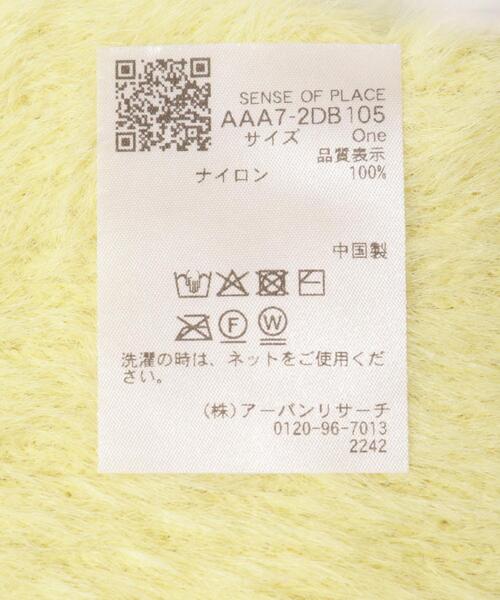 SENSE OF PLACE
AAA7-2DB105
サイズ One
品質表示
ナイロン 100%
中国製
F W
洗濯の時は、ネットをご使用くだ
さい。
(株)アーバンリサーチ
0120-96-7013
2242